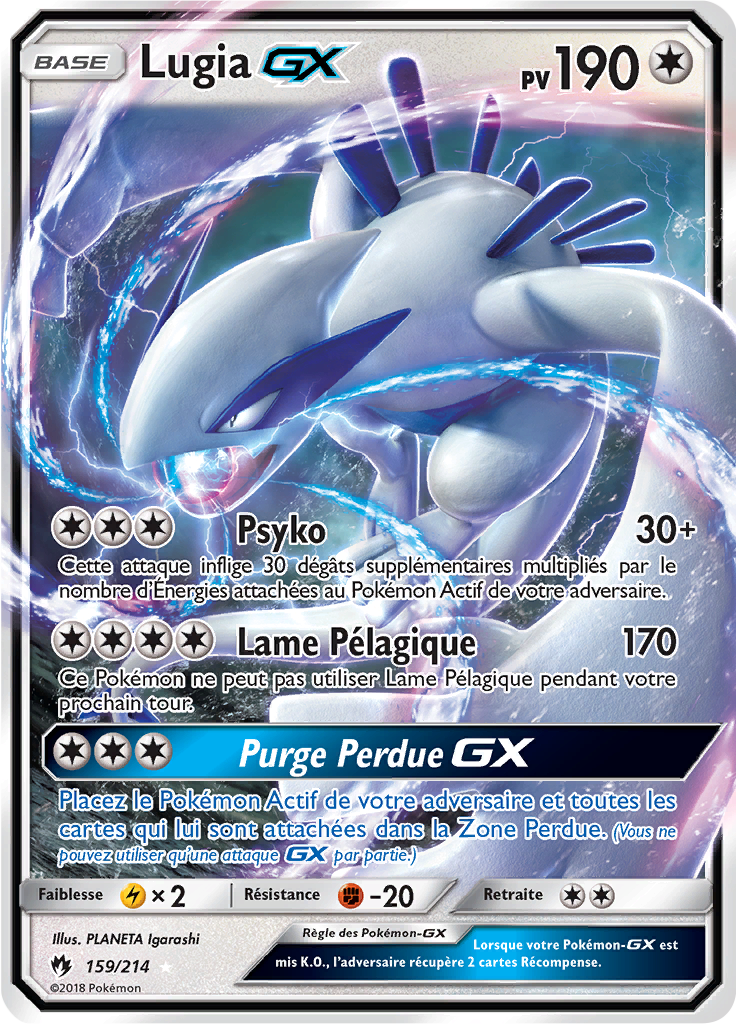 BASE Lugia GX PV 190
Psyko 30+
Cette attaque inflige 30 dégâts supplémentaires multipliés par le
nombre d'Énergies attachées au Pokémon Actif de votre adversaire.
Lame Pélagique 170
Ce Pokémon ne peut pas utiliser Lame Pélagique pendant votre
prochain tour.
Purge Perdue GX
Placez le Pokémon Actif de votre adversaire et toutes les
cartes qui lui sont attachées dans la Zone Perdue. (Vous ne
pouvez utiliser qu'une attaque GX par partie.)
Faiblesse ×2 Résistance -20 Retraite
Illus. PLANETA Igarashi
159/214
©2018 Pokémon
Règle des Pokémon-GX
Lorsque votre Pokémon-GX est
mis K.O., l'adversaire récupère 2 cartes Récompense.